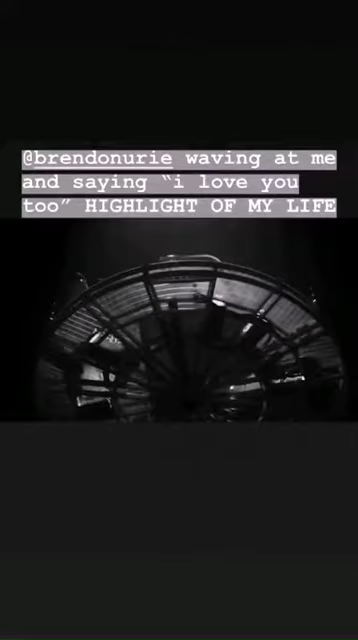 @brendonurie waving at me
and saying “i love you
too” HIGHLIGHT OF MY LIFE